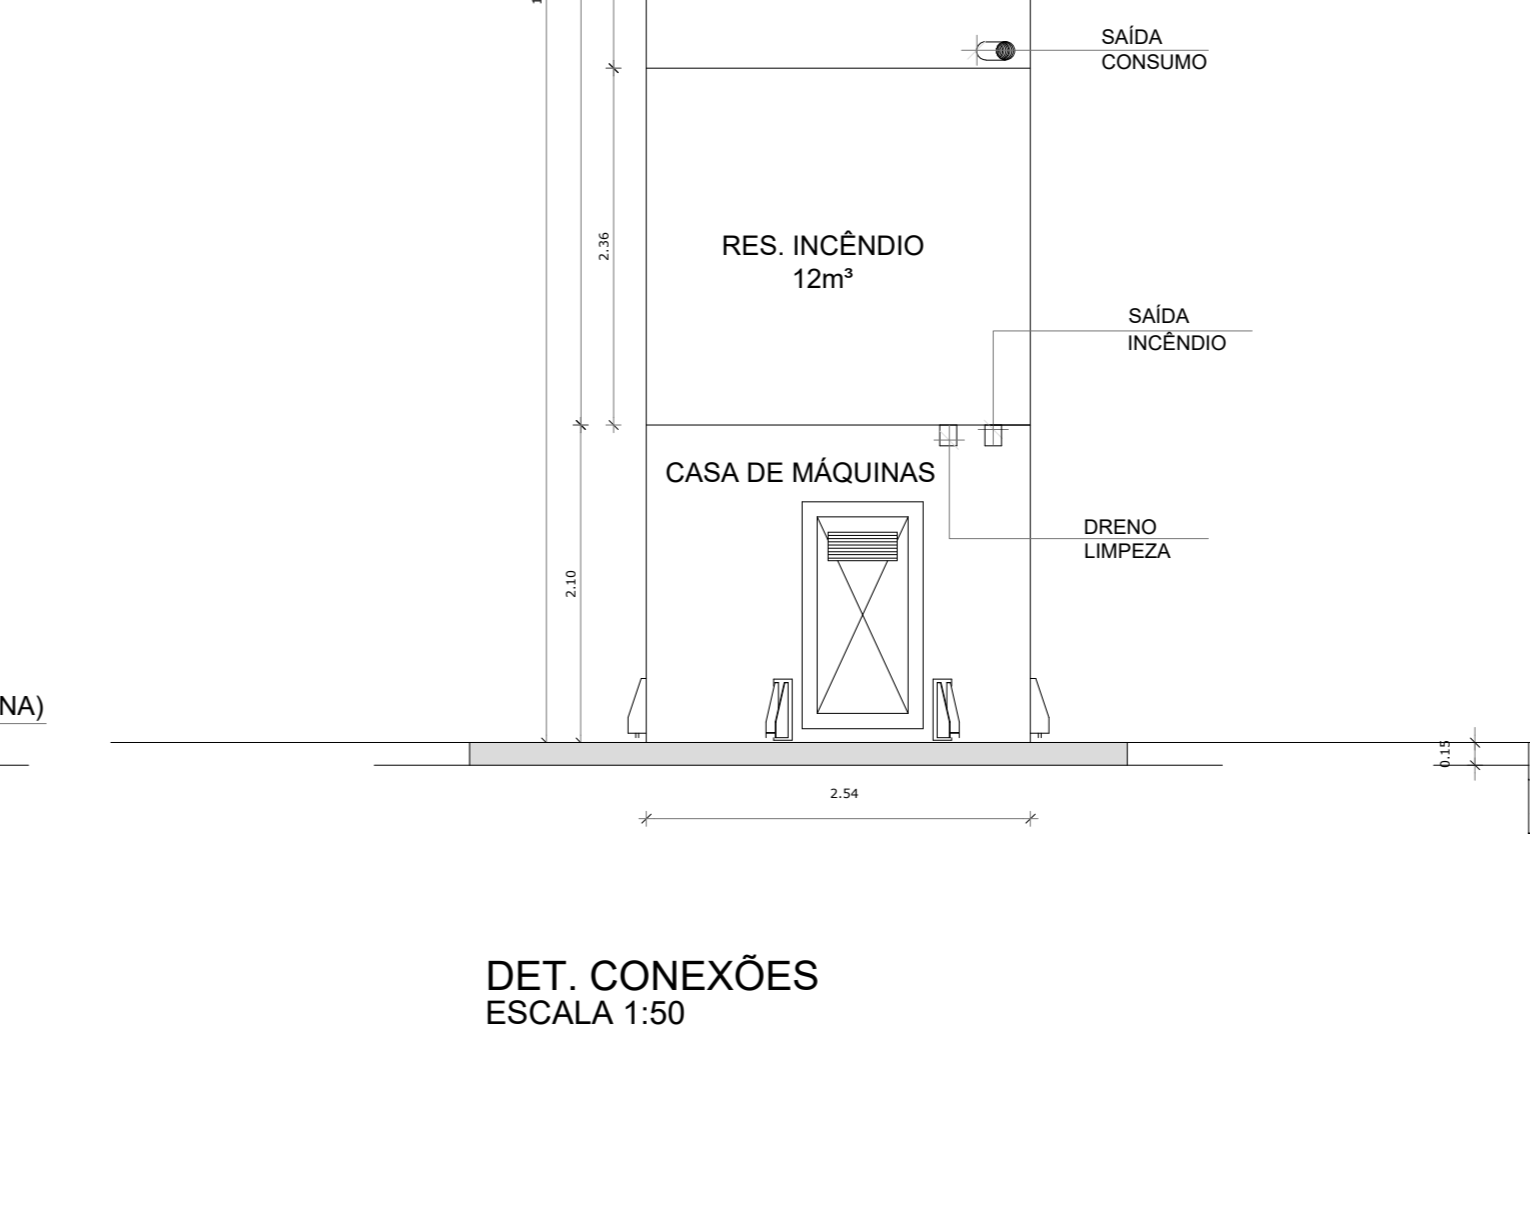 SAÍDA
CONSUMO
2.36
RES. INCÊNDIO
12m³
SAÍDA
INCÊNDIO
CASA DE MÁQUINAS
DRENO
LIMPEZA
2.10
NA)
0.15
2.54
DET. CONEXÕES
ESCALA 1:50